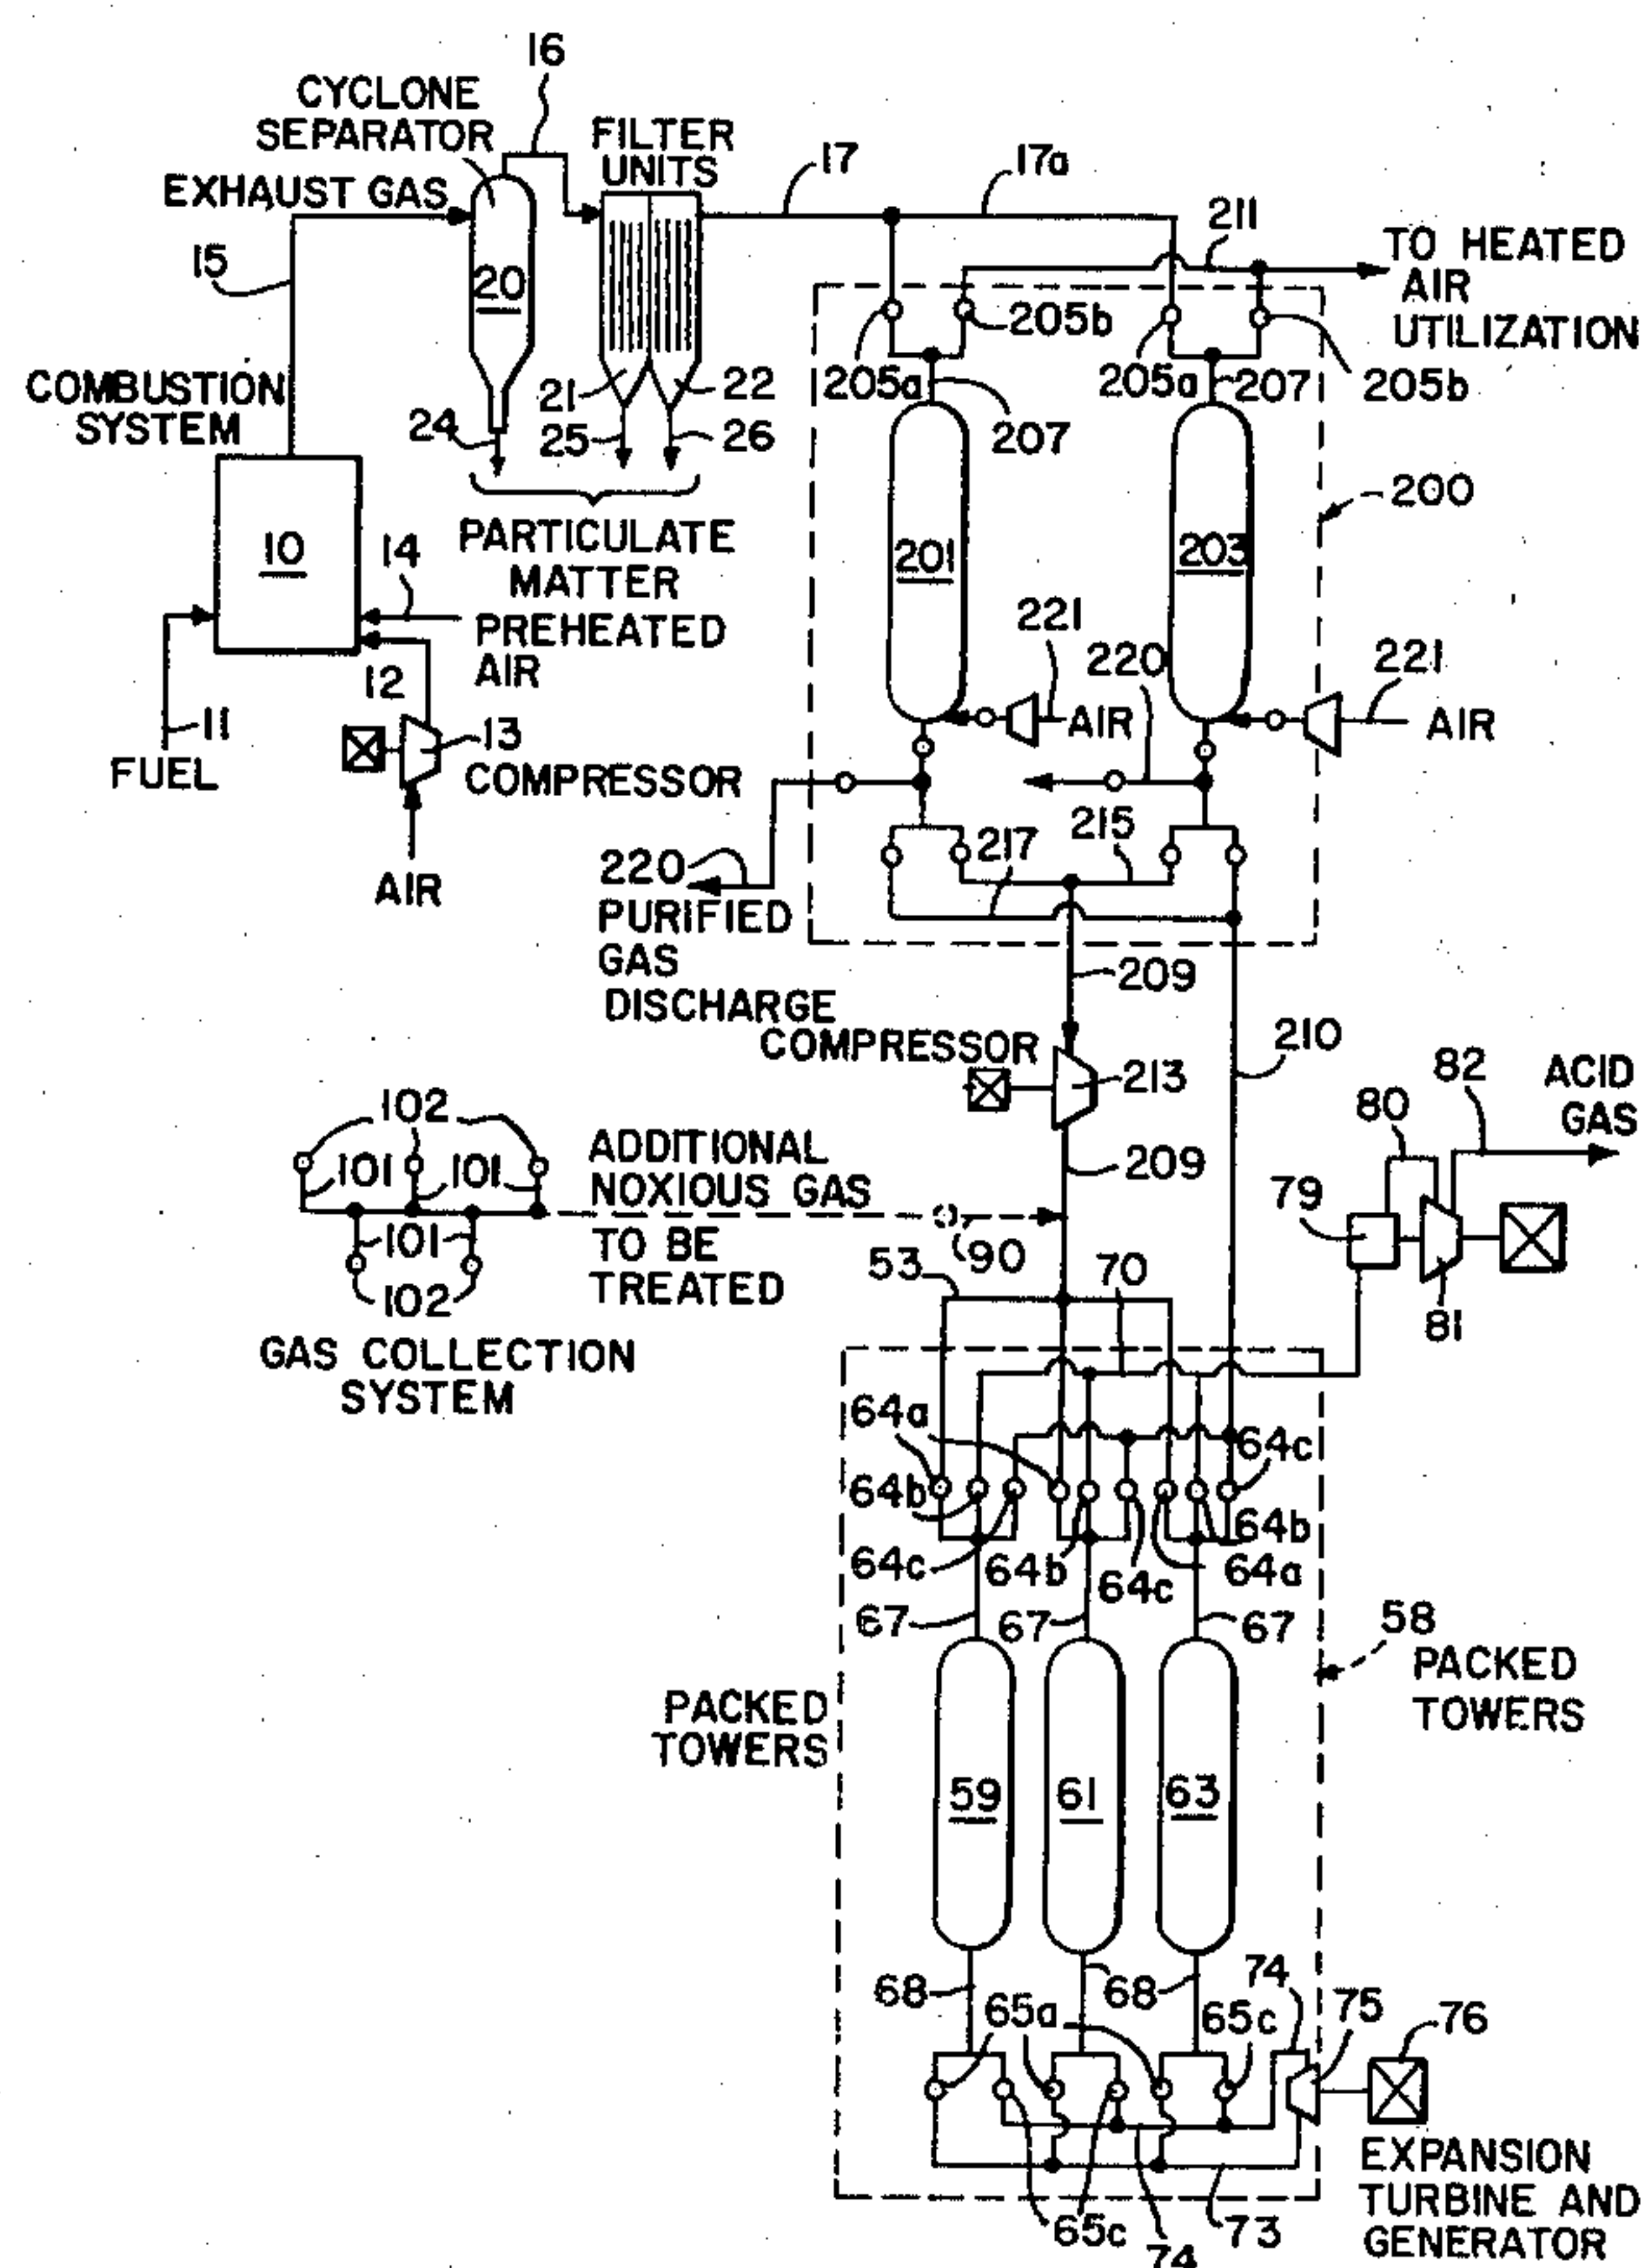 16
CYCLONE
SEPARATOR
FILTER
UNITS
17
17a
EXHAUST GAS
211
TO HEATED
AIR
UTILIZATION
15
20
205b
205a
207
205a
207
205b
COMBUSTION
SYSTEM
21
22
24
25
26
200
10
14
PARTICULATE
MATTER
201
203
PREHEATED
AIR
12
221
220
221
11
FUEL
13
COMPRESSOR
AIR
AIR
AIR
220
217
215
PURIFIED
GAS
DISCHARGE
209
COMPRESSOR
213
210
82
ACID
GAS
80
102
101
101
ADDITIONAL
NOXIOUS GAS
209
79
101
TO BE
TREATED
90
53
70
102
81
GAS COLLECTION
SYSTEM
64a
64c
64b
64b
64c
64b
64c
64a
67
67
67
58
PACKED
TOWERS
PACKED
TOWERS
59
61
63
68
68
74
65a
65c
75
76
EXPANSION
TURBINE AND
GENERATOR
65c
74
73